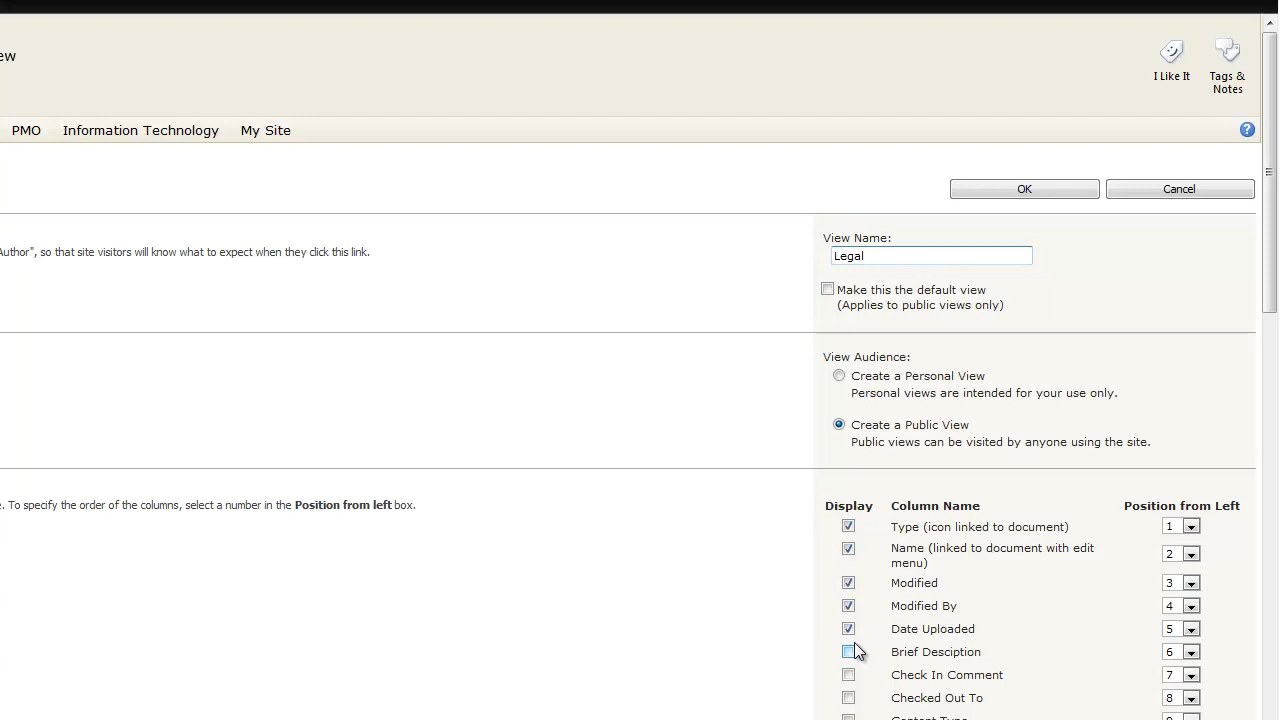 ew
I Like It
Tags &
Notes
PMO Information Technology My Site
OK Cancel
View Name:
Author", so that site visitors will know what to expect when they click this link.
Legal
Make this the default view
(Applies to public views only)
View Audience:
Create a Personal View
Personal views are intended for your use only.
Create a Public View
Public views can be visited by anyone using the site.
e. To specify the order of the columns, select a number in the Position from left box.
Display Column Name Position from Left
Type (icon linked to document) 1
Name (linked to document with edit
menu) 2
Modified 3
Modified By 4
Date Uploaded 5
Brief Desciption 6
Check In Comment 7
Checked Out To 8
Content Type 9